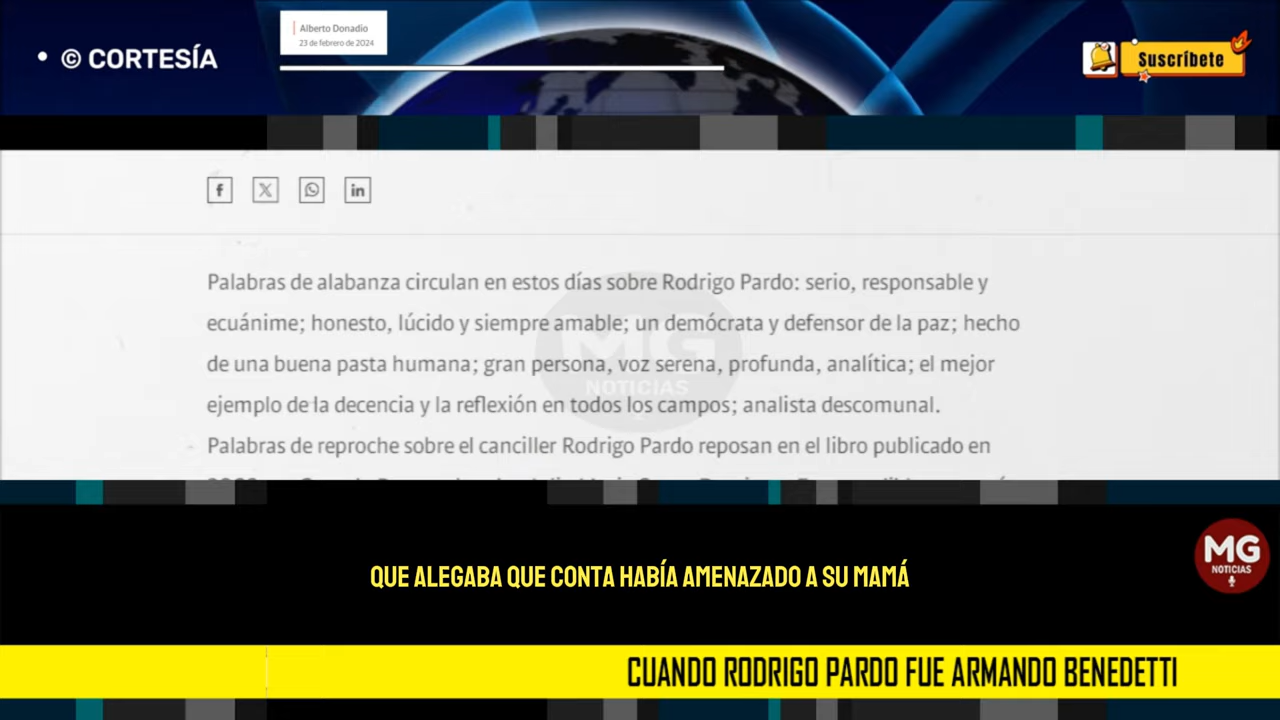 Alberto Donadio
23 de febrero de 2024
• © CORTESÍA
Suscríbete
Palabras de alabanza circulan en estos días sobre Rodrigo Pardo: serio, responsable y
ecuánime; honesto, lúcido y siempre amable; un demócrata y defensor de la paz; hecho
de una buena pasta humana; gran persona, voz serena, profunda, analítica; el mejor
ejemplo de la decencia y la reflexión en todos los campos; analista descomunal.
Palabras de reproche sobre el canciller Rodrigo Pardo reposan en el libro publicado en
MG
NOTICIAS
QUE ALEGABA QUE CONTA HABÍA AMENAZADO A SU MAMÁ
MG
NOTICIAS
CUANDO RODRIGO PARDO FUE ARMANDO BENEDETTI